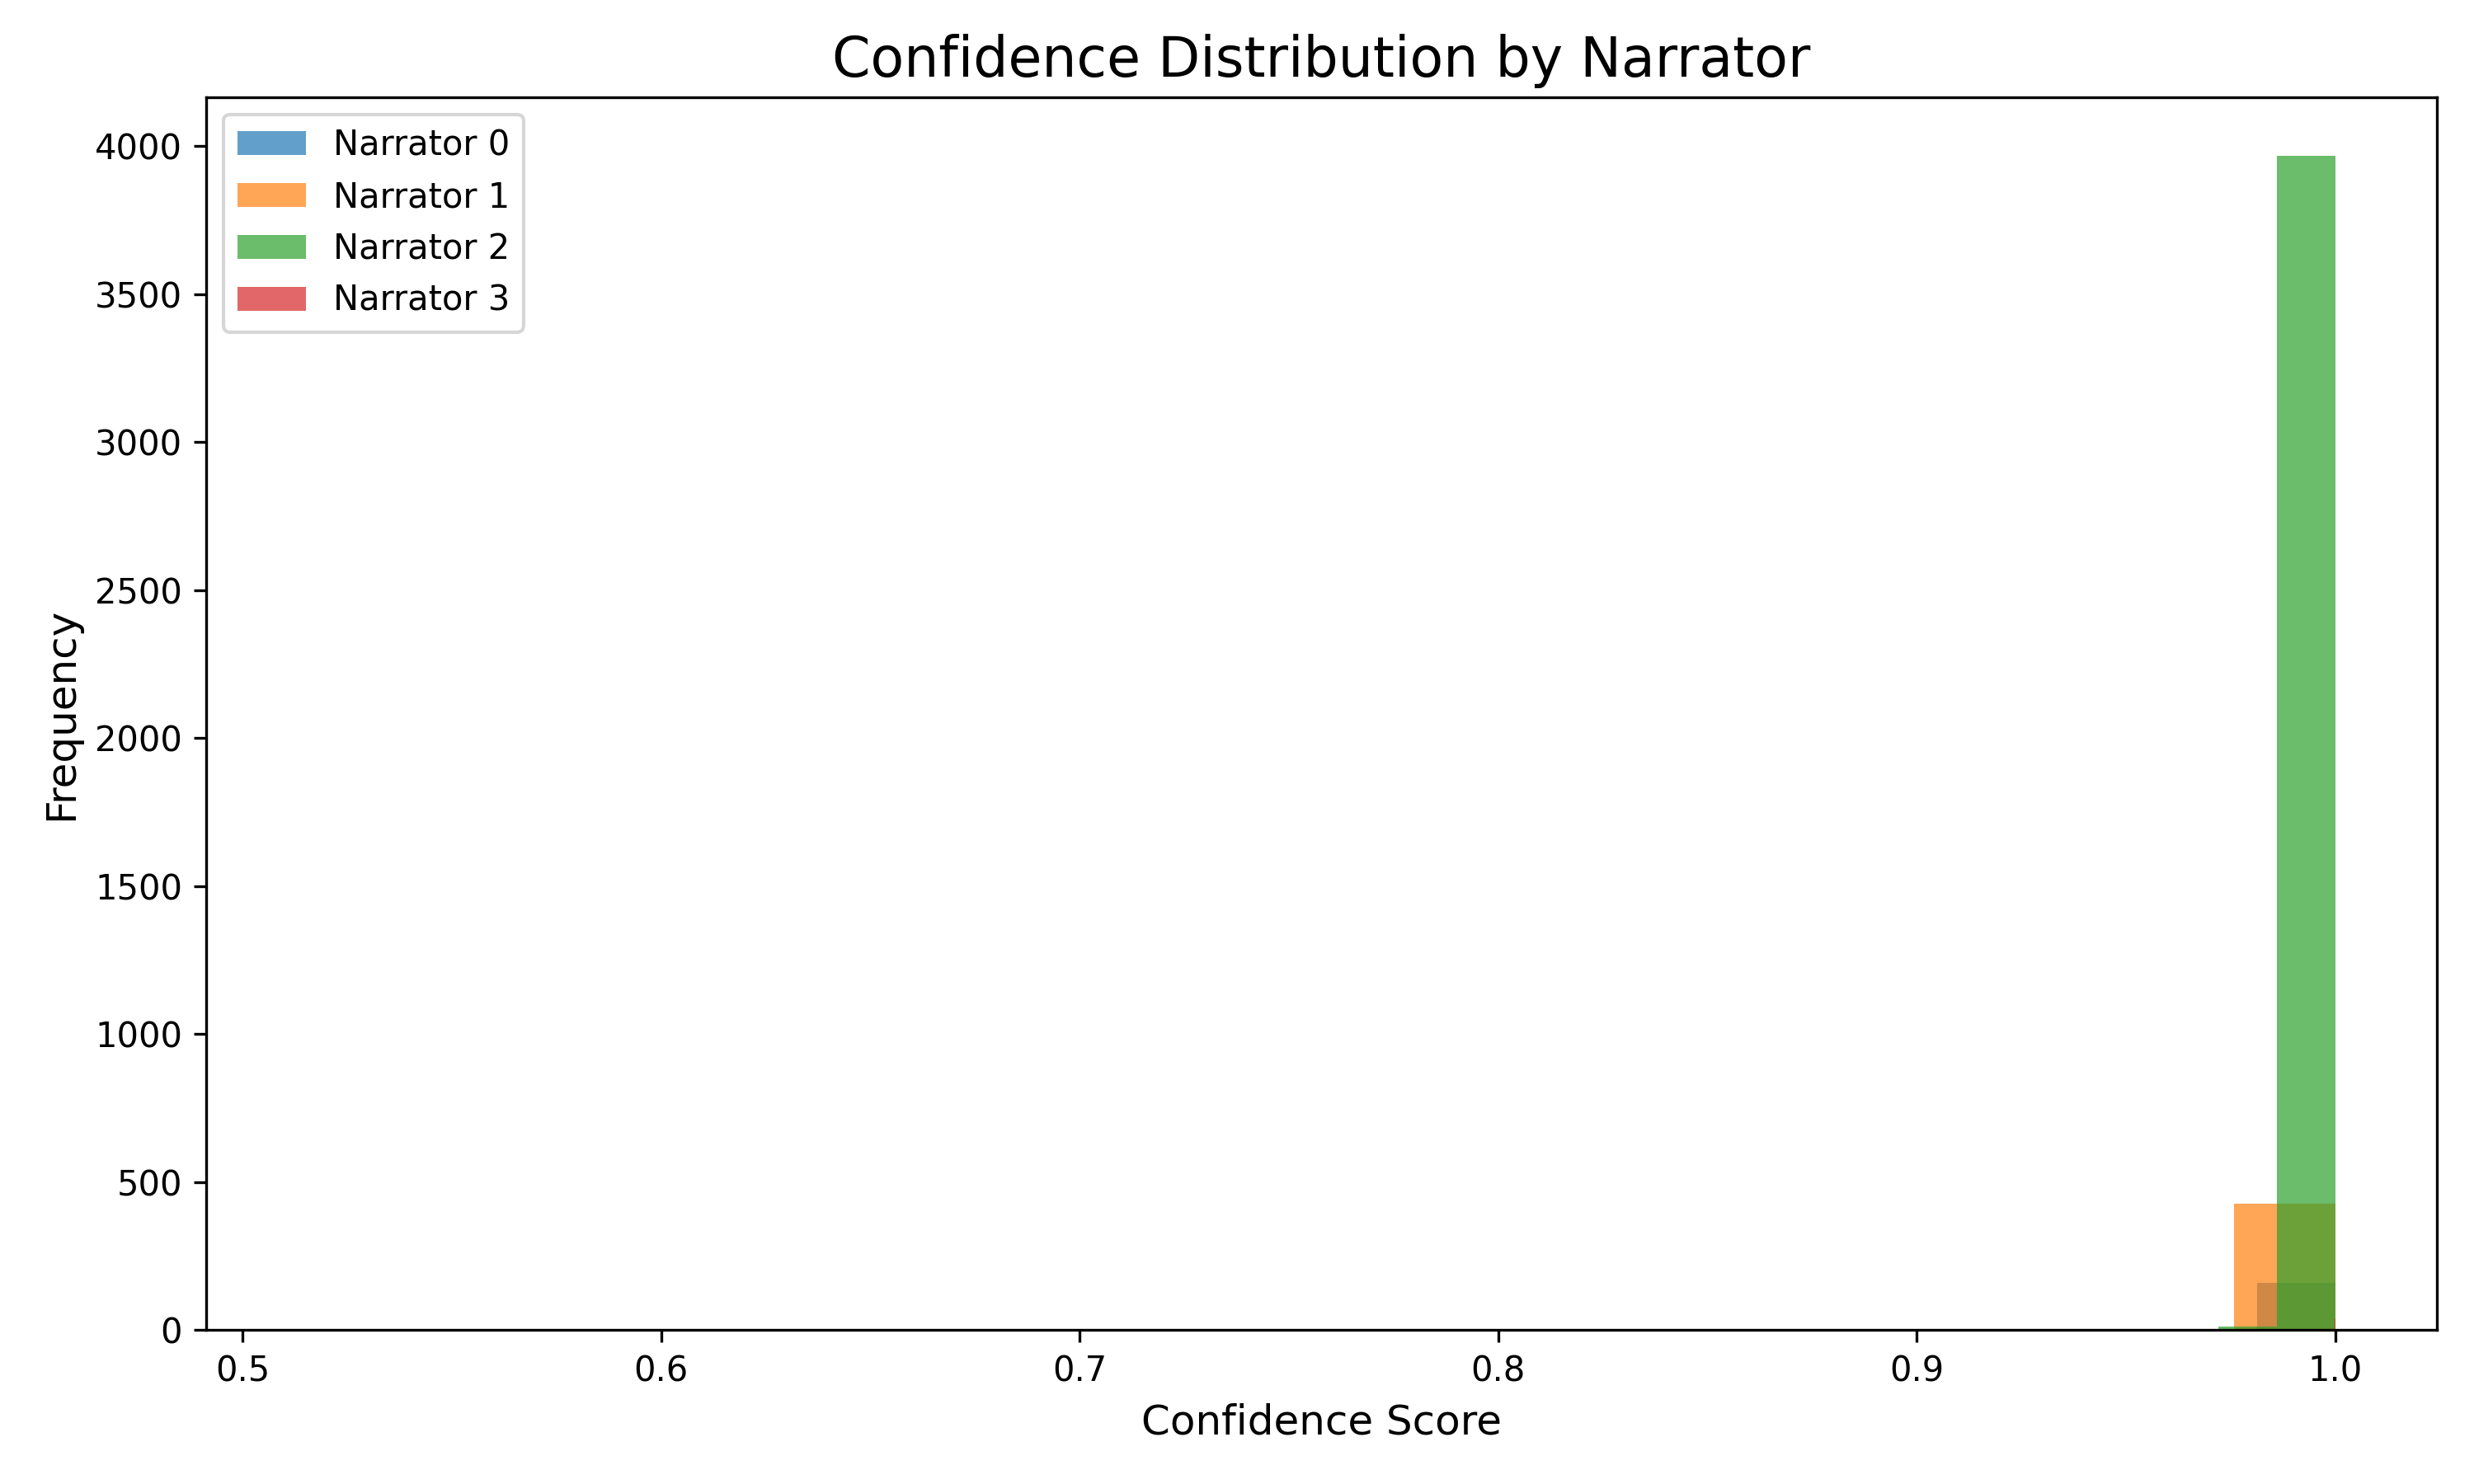 Confidence Distribution by Narrator
Narrator 0
Narrator 1
Narrator 2
Narrator 3
4000
3500
3000
2500
2000
1500
1000
500
0
Frequency
0.5 0.6 0.7 0.8 0.9 1.0
Confidence Score